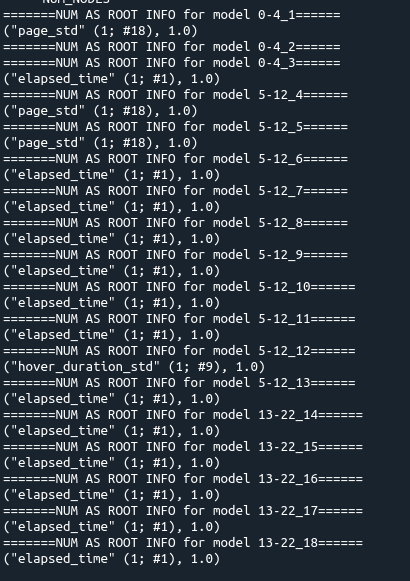 NUM_NODES
=======NUM AS ROOT INFO for model 0-4_1======
("page_std" (1; #18), 1.0)
=======NUM AS ROOT INFO for model 0-4_2======
=======NUM AS ROOT INFO for model 0-4_3======
("elapsed_time" (1; #1), 1.0)
=======NUM AS ROOT INFO for model 5-12_4======
("page_std" (1; #18), 1.0)
=======NUM AS ROOT INFO for model 5-12_5======
("page_std" (1; #18), 1.0)
=======NUM AS ROOT INFO for model 5-12_6======
("elapsed_time" (1; #1), 1.0)
=======NUM AS ROOT INFO for model 5-12_7======
("elapsed_time" (1; #1), 1.0)
=======NUM AS ROOT INFO for model 5-12_8======
("elapsed_time" (1; #1), 1.0)
=======NUM AS ROOT INFO for model 5-12_9======
("elapsed_time" (1; #1), 1.0)
=======NUM AS ROOT INFO for model 5-12_10======
("elapsed_time" (1; #1), 1.0)
=======NUM AS ROOT INFO for model 5-12_11======
("elapsed_time" (1; #1), 1.0)
=======NUM AS ROOT INFO for model 5-12_12======
("hover_duration_std" (1; #9), 1.0)
=======NUM AS ROOT INFO for model 5-12_13======
("elapsed_time" (1; #1), 1.0)
=======NUM AS ROOT INFO for model 13-22_14======
("elapsed_time" (1; #1), 1.0)
=======NUM AS ROOT INFO for model 13-22_15======
("elapsed_time" (1; #1), 1.0)
=======NUM AS ROOT INFO for model 13-22_16======
("elapsed_time" (1; #1), 1.0)
=======NUM AS ROOT INFO for model 13-22_17======
("elapsed_time" (1; #1), 1.0)
=======NUM AS ROOT INFO for model 13-22_18======
("elapsed_time" (1; #1), 1.0)